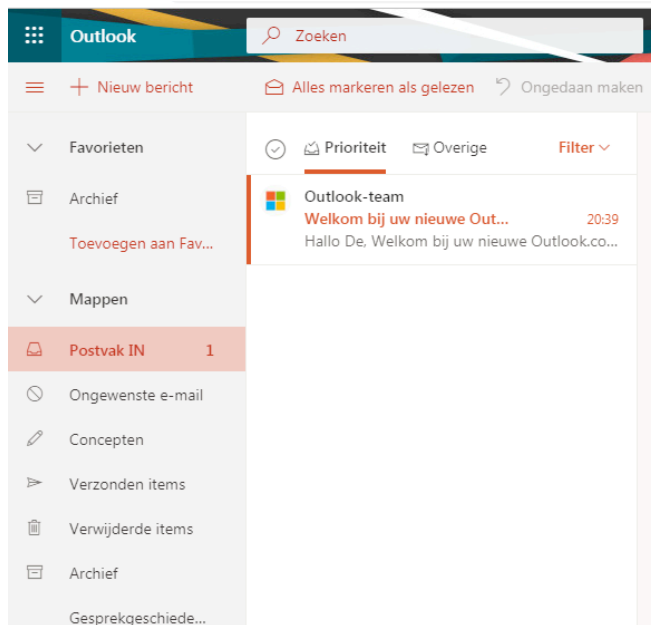 Outlook
Zoeken
Nieuw bericht
Alles markeren als gelezen
Ongedaan maken
Favorieten
Archief
Toevoegen aan Fav...
Mappen
Postvak IN 1
Ongewenste e-mail
Concepten
Verzonden items
Verwijderde items
Archief
Gesprekgeschiede...
Prioriteit
Overige
Filter
Outlook-team
Welkom bij uw nieuwe Out... 20:39
Hallo De, Welkom bij uw nieuwe Outlook.co...